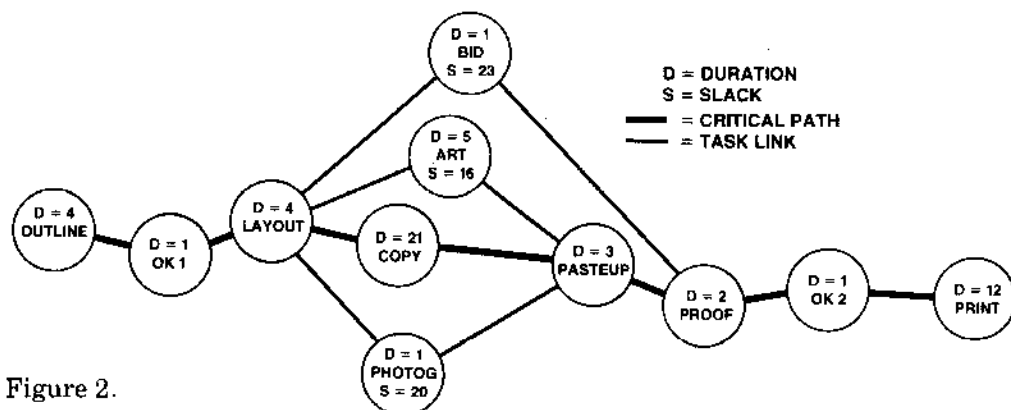 D = 1
BID
S = 23
D = DURATION
S = SLACK
= CRITICAL PATH
= TASK LINK
D = 5
ART
S = 16
D = 4
OUTLINE
D = 1
OK 1
D = 4
LAYOUT
D = 21
COPY
D = 3
PASTEUP
D = 2
PROOF
D = 1
OK 2
D = 12
PRINT
D = 1
PHOTOG
S = 20
Figure 2.